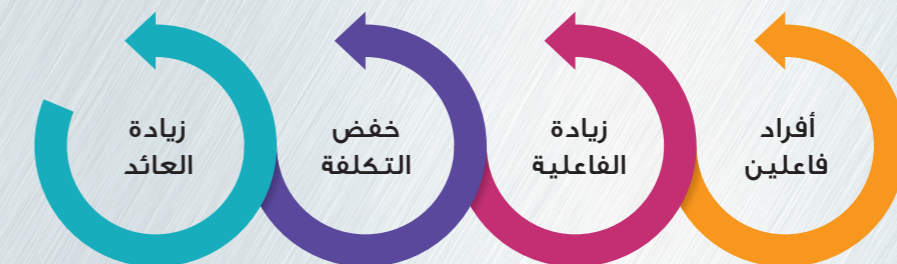 أفراد
فاعلين
زيادة
الفاعلية
خفض
التكلفة
زيادة
العائد